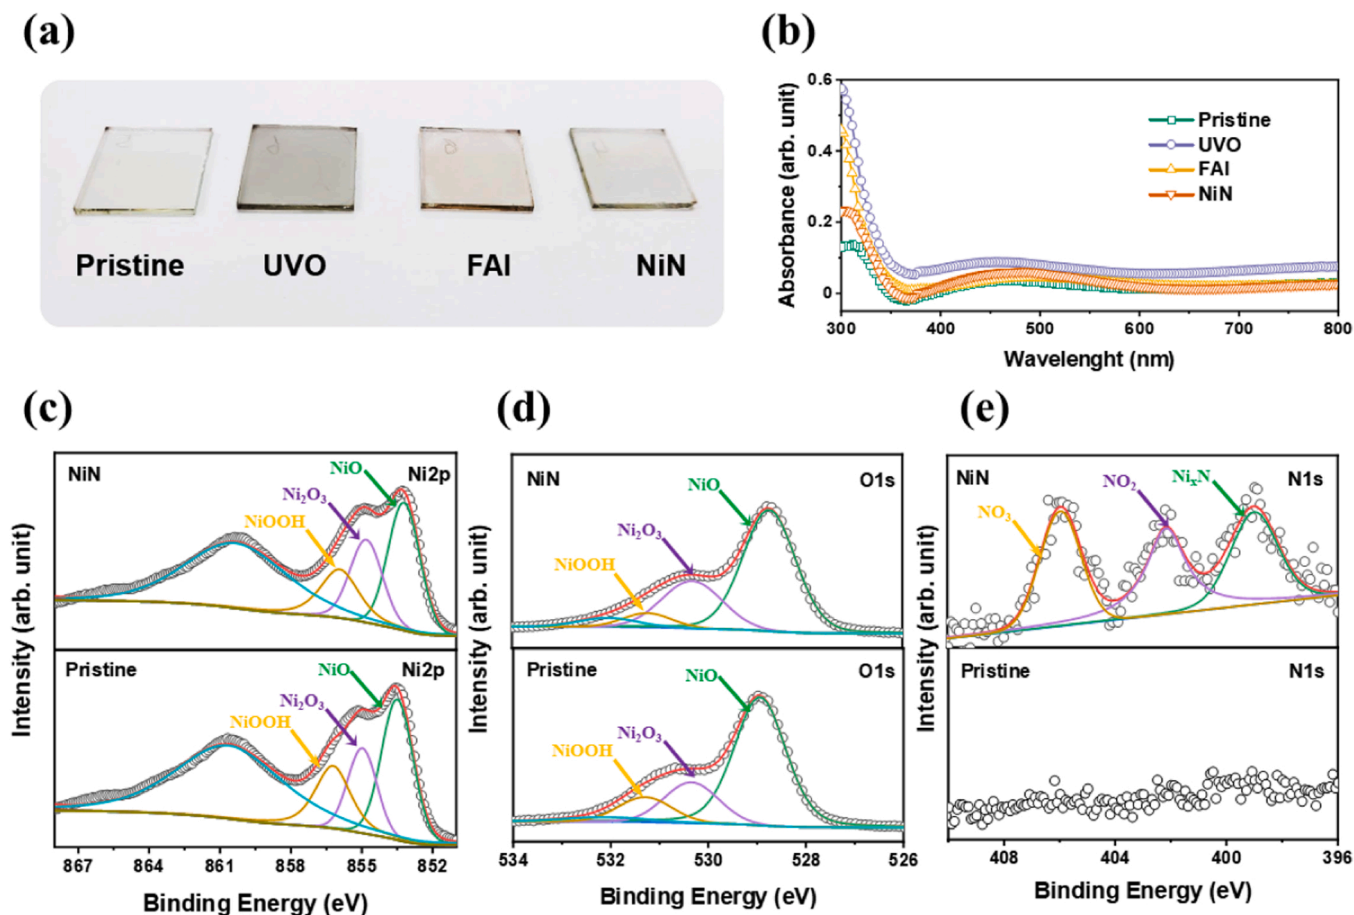 (a)
Pristine
UVO
FAI
NiN
(b)
Absorbance (arb. unit)
0.6
0.4
0.2
0
Pristine
UVO
FAI
NiN
300
400
500
600
700
800
Wavelenght (nm)
(c)
Intensity (arb. unit)
NiN
Ni2p
NiO
Ni₂O₃
NiOOH
Pristine
Ni2p
NiO
Ni₂O₃
NiOOH
867
864
861
858
855
852
Binding Energy (eV)
(d)
Intensity (arb. unit)
NiN
O1s
NiO
Ni₂O₃
NiOOH
Pristine
O1s
NiO
Ni₂O₃
NiOOH
534
532
530
528
526
Binding Energy (eV)
(e)
Intensity (arb. unit)
NiN
N1s
NO₃
NO₂
NiₓN
Pristine
N1s
408
404
400
396
Binding Energy (eV)